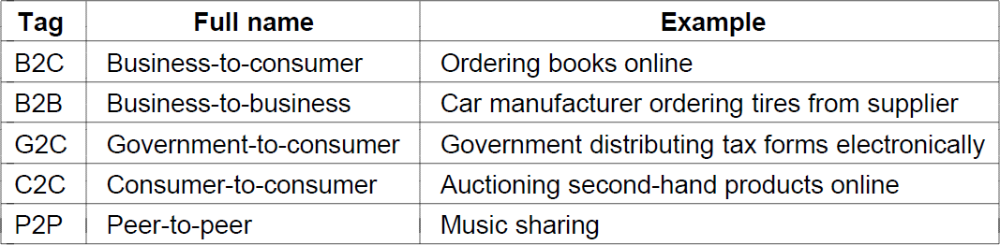 Tag Full name Example
B2C Business-to-consumer Ordering books online
B2B Business-to-business Car manufacturer ordering tires from supplier
G2C Government-to-consumer Government distributing tax forms electronically
C2C Consumer-to-consumer Auctioning second-hand products online
P2P Peer-to-peer Music sharing